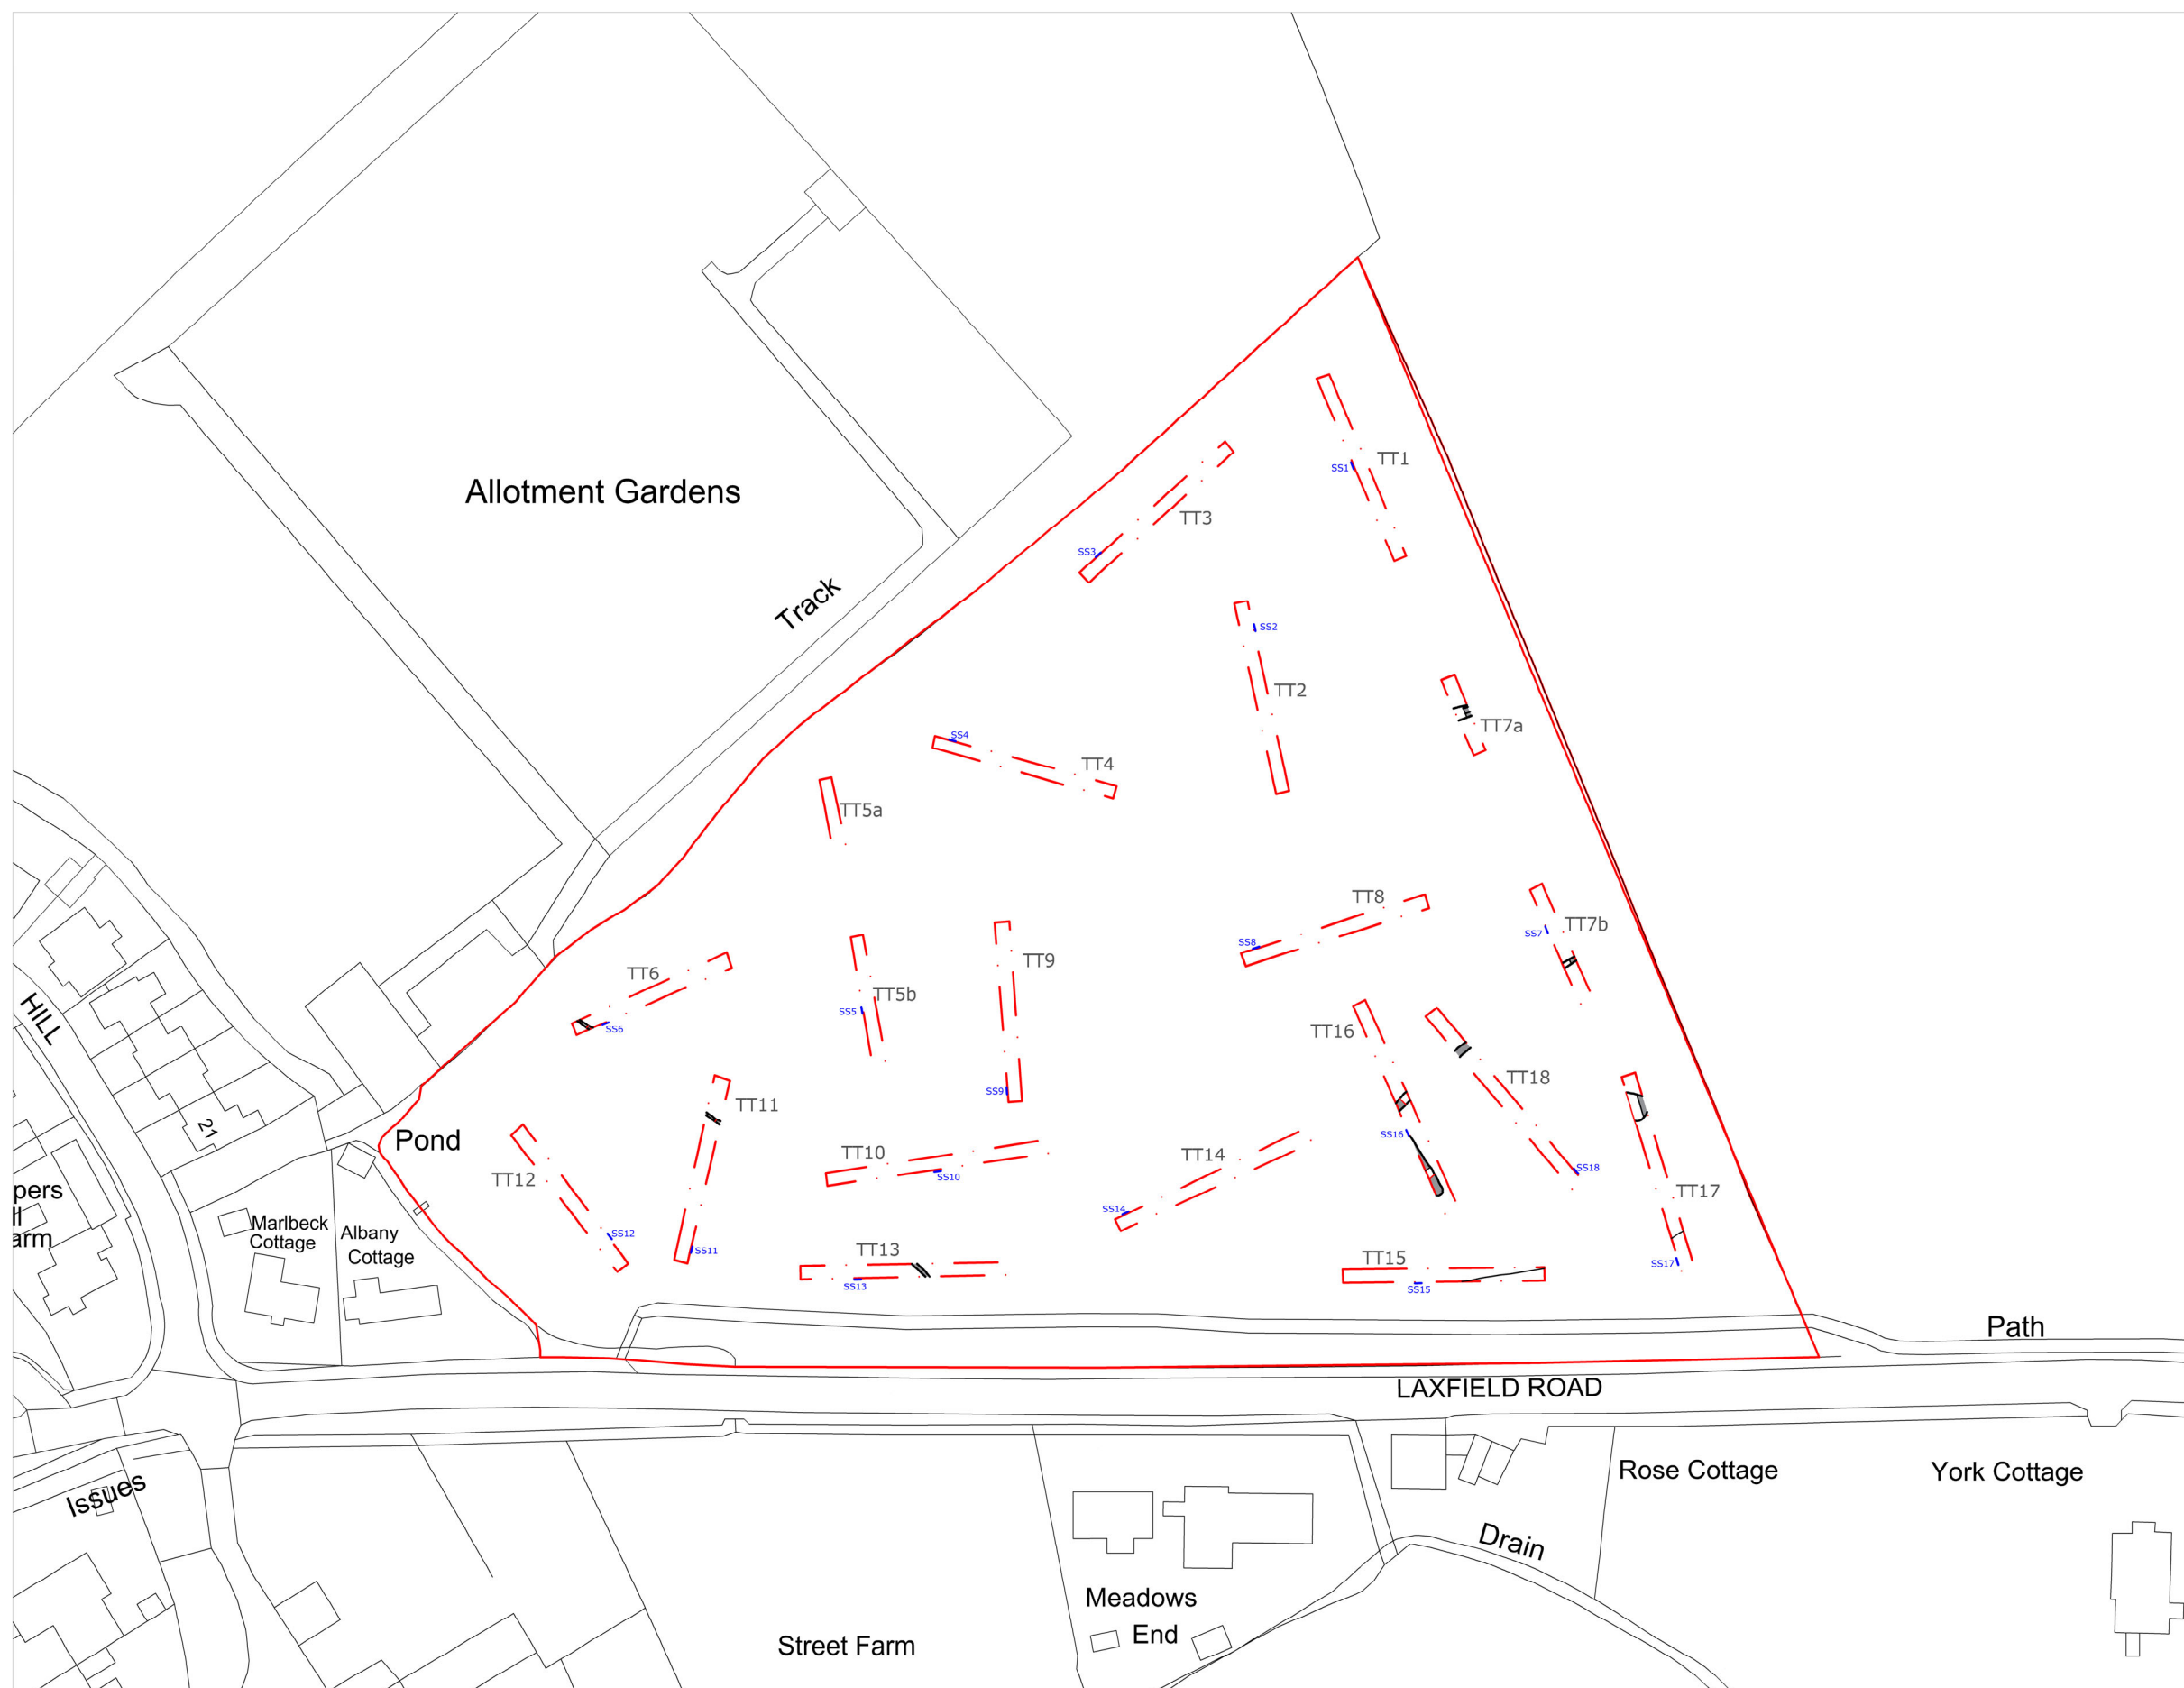 TT1
SS1
Allotment Gardens
TT3
SS3
Track
SS2
TT2
TT7a
SS4
TT4
TT5a
TT8
TT7b
SS7
SS8
TT9
TT6
TT5b
SS5
SS6
HILL
TT16
TT18
SS9
TT11
21
Pond
SS16
TT10
TT14
SS10
SS18
TT12
pers
ll
arm
TT17
SS14
Marlbeck
Cottage
Albany
Cottage
SS12
SS11
TT13
SS13
TT15
SS15
SS17
Path
LAXFIELD ROAD
Rose Cottage
York Cottage
Issues
Drain
Meadows
End
Street Farm